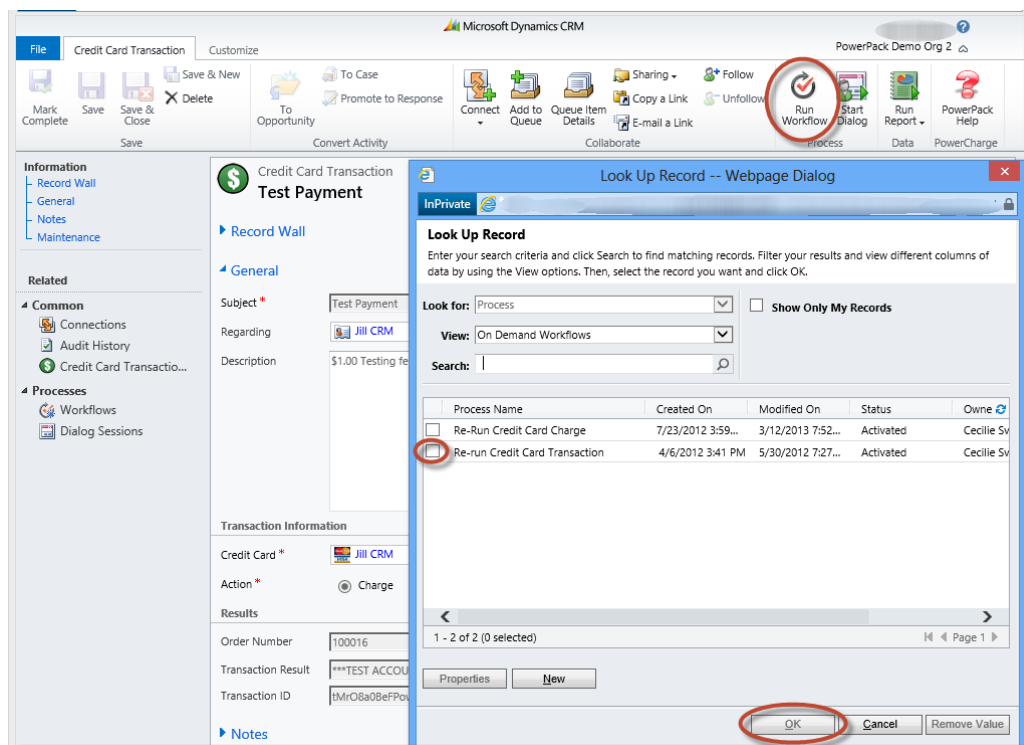 Microsoft Dynamics CRM
File
Credit Card Transaction
Customize
PowerPack Demo Org 2
Mark Complete
Save
Save & Close
Save & New
Delete
Save
To Opportunity
To Case
Promote to Response
Convert Activity
Connect
Add to Queue
Queue Item Details
Sharing
Copy a Link
E-mail a Link
Follow
Unfollow
Collaborate
Run Workflow
Start Dialog
Process
Run Report
Data
PowerPack Help
PowerCharge
Information
Record Wall
General
Notes
Maintenance
Related
Common
Connections
Audit History
Credit Card Transactio...
Processes
Workflows
Dialog Sessions
Credit Card Transaction
Test Payment
Record Wall
General
Subject *
Test Payment
Regarding
Jill CRM
Description
$1.00 Testing fe
Transaction Information
Credit Card *
Jill CRM
Action *
Charge
Results
Order Number
100016
Transaction Result
***TEST ACCOU
Transaction ID
tMrO8a0BeFPow
Notes
Look Up Record -- Webpage Dialog
InPrivate
Look Up Record
Enter your search criteria and click Search to find matching records. Filter your results and view different columns of
data by using the View options. Then, select the record you want and click OK.
Look for: Process
Show Only My Records
View: On Demand Workflows
Search:
Process Name Created On Modified On Status Owne
Re-Run Credit Card Charge 7/23/2012 3:59... 3/12/2013 7:52... Activated Cecilie Sv
Re-run Credit Card Transaction 4/6/2012 3:41 PM 5/30/2012 7:27... Activated Cecilie Sv
1 - 2 of 2 (0 selected)
Page 1
Properties
New
OK
Cancel
Remove Value